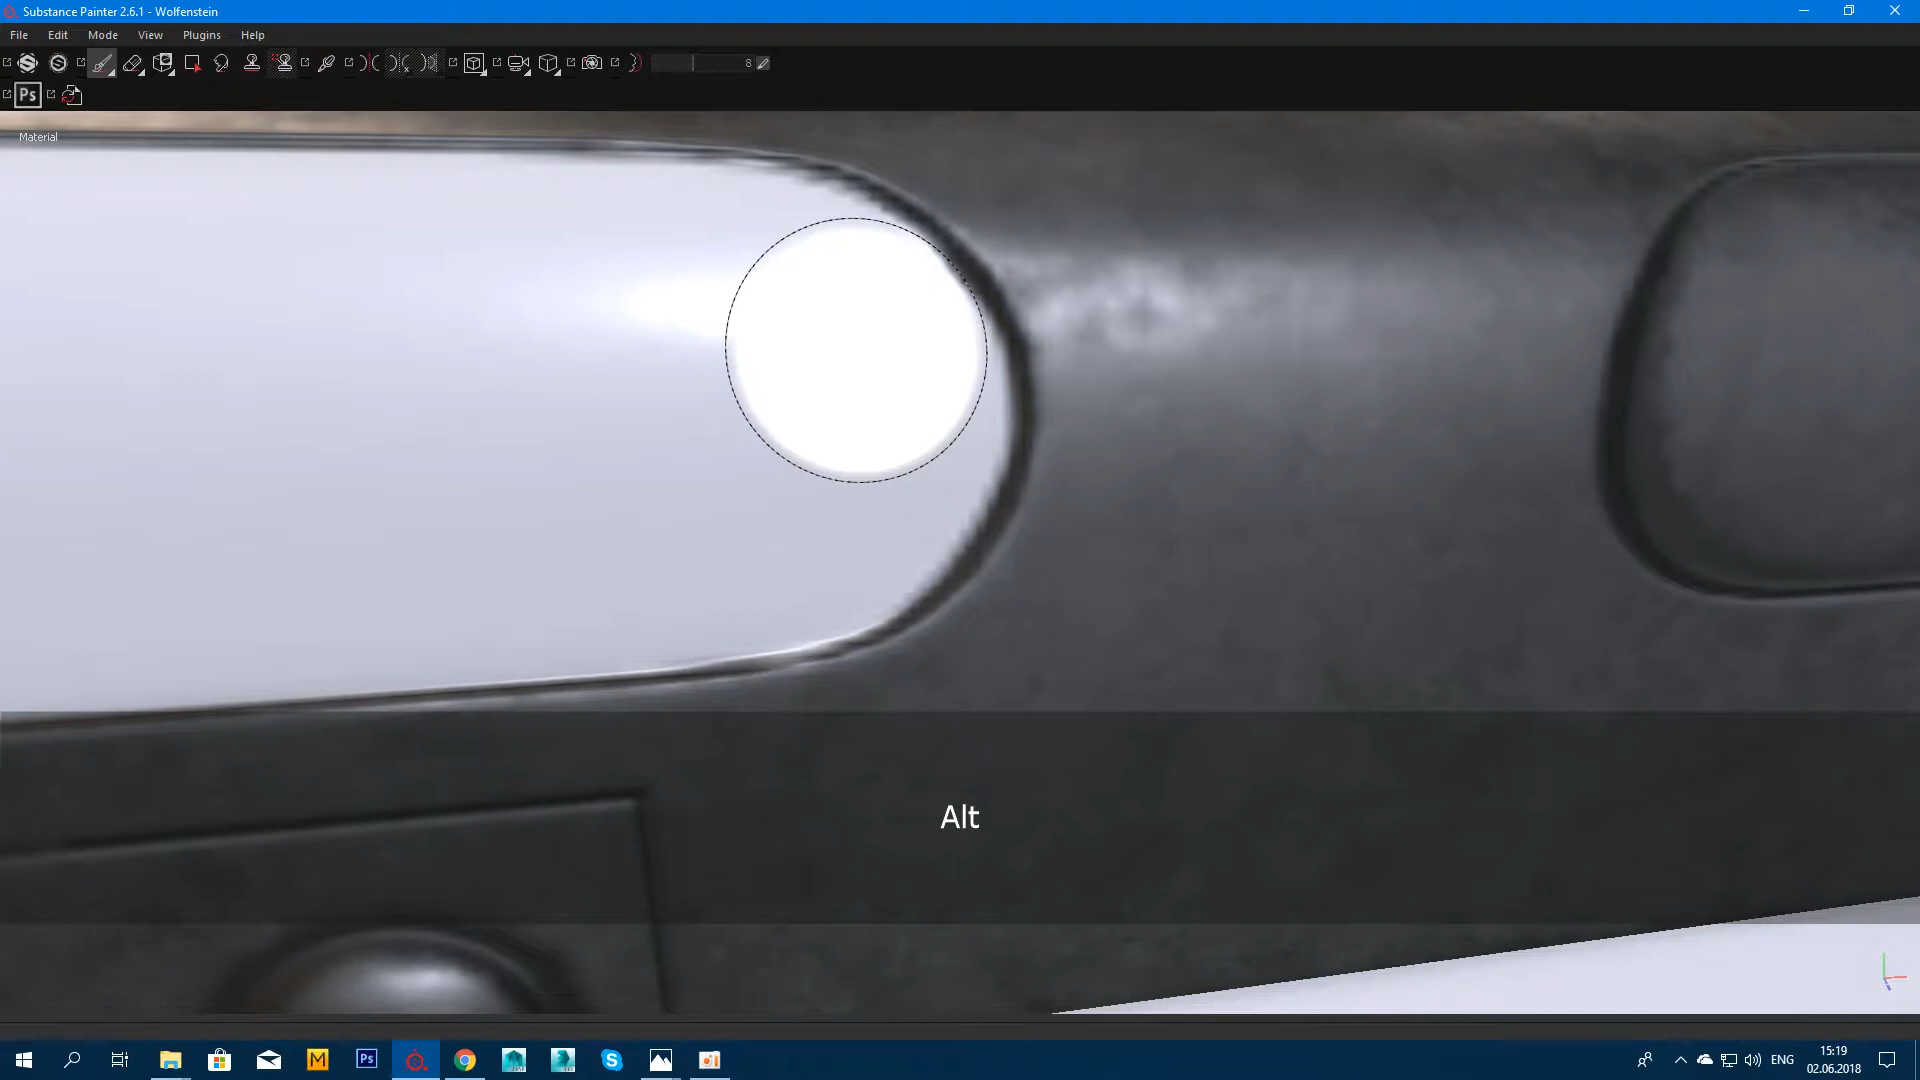 Substance Painter 2.6.1 - Wolfenstein
File Edit Mode View Plugins Help
8
Ps
Material
Alt
M
Ps
ENG
15:19
02.06.2018